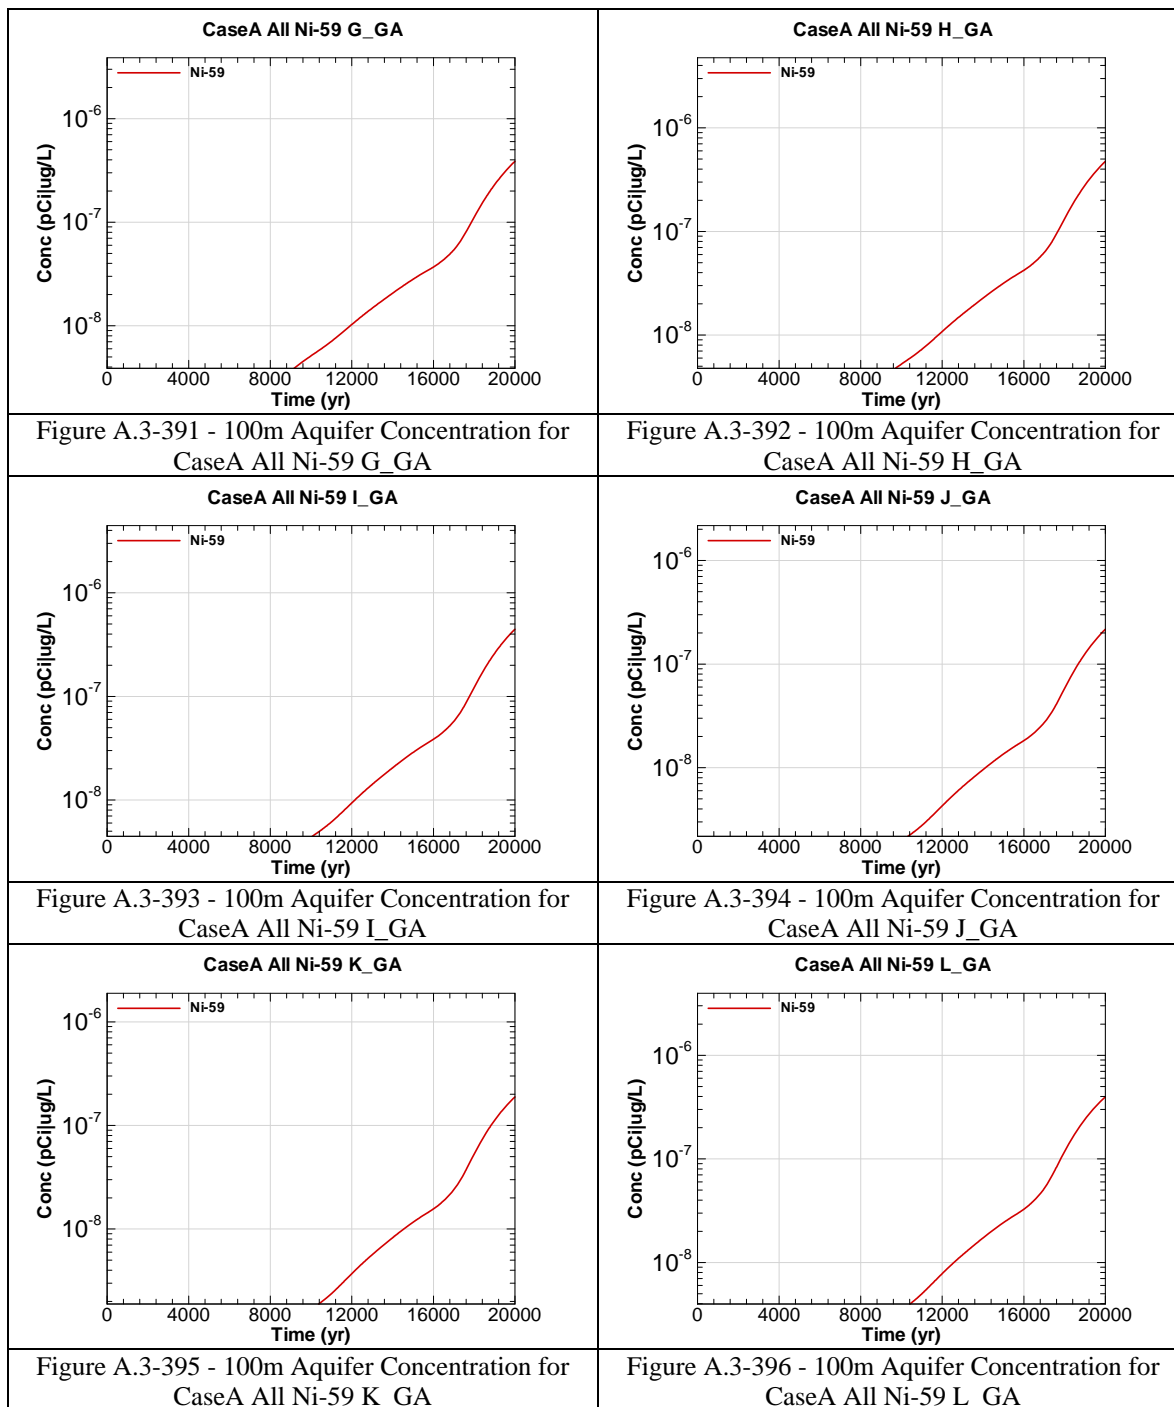 CaseA All Ni-59 G_GA
Ni-59
Conc (pCi|ug/L)
10-6
10-7
10-8
0 4000 8000 12000 16000 20000
Time (yr)
Figure A.3-391 - 100m Aquifer Concentration for
CaseA All Ni-59 G_GA
CaseA All Ni-59 H_GA
Ni-59
Conc (pCi|ug/L)
10-6
10-7
10-8
0 4000 8000 12000 16000 20000
Time (yr)
Figure A.3-392 - 100m Aquifer Concentration for
CaseA All Ni-59 H_GA
CaseA All Ni-59 I_GA
Ni-59
Conc (pCi|ug/L)
10-6
10-7
10-8
0 4000 8000 12000 16000 20000
Time (yr)
Figure A.3-393 - 100m Aquifer Concentration for
CaseA All Ni-59 I_GA
CaseA All Ni-59 J_GA
Ni-59
Conc (pCi|ug/L)
10-6
10-7
10-8
0 4000 8000 12000 16000 20000
Time (yr)
Figure A.3-394 - 100m Aquifer Concentration for
CaseA All Ni-59 J_GA
CaseA All Ni-59 K_GA
Ni-59
Conc (pCi|ug/L)
10-6
10-7
10-8
0 4000 8000 12000 16000 20000
Time (yr)
Figure A.3-395 - 100m Aquifer Concentration for
CaseA All Ni-59 K_GA
CaseA All Ni-59 L_GA
Ni-59
Conc (pCi|ug/L)
10-6
10-7
10-8
0 4000 8000 12000 16000 20000
Time (yr)
Figure A.3-396 - 100m Aquifer Concentration for
CaseA All Ni-59 L_GA